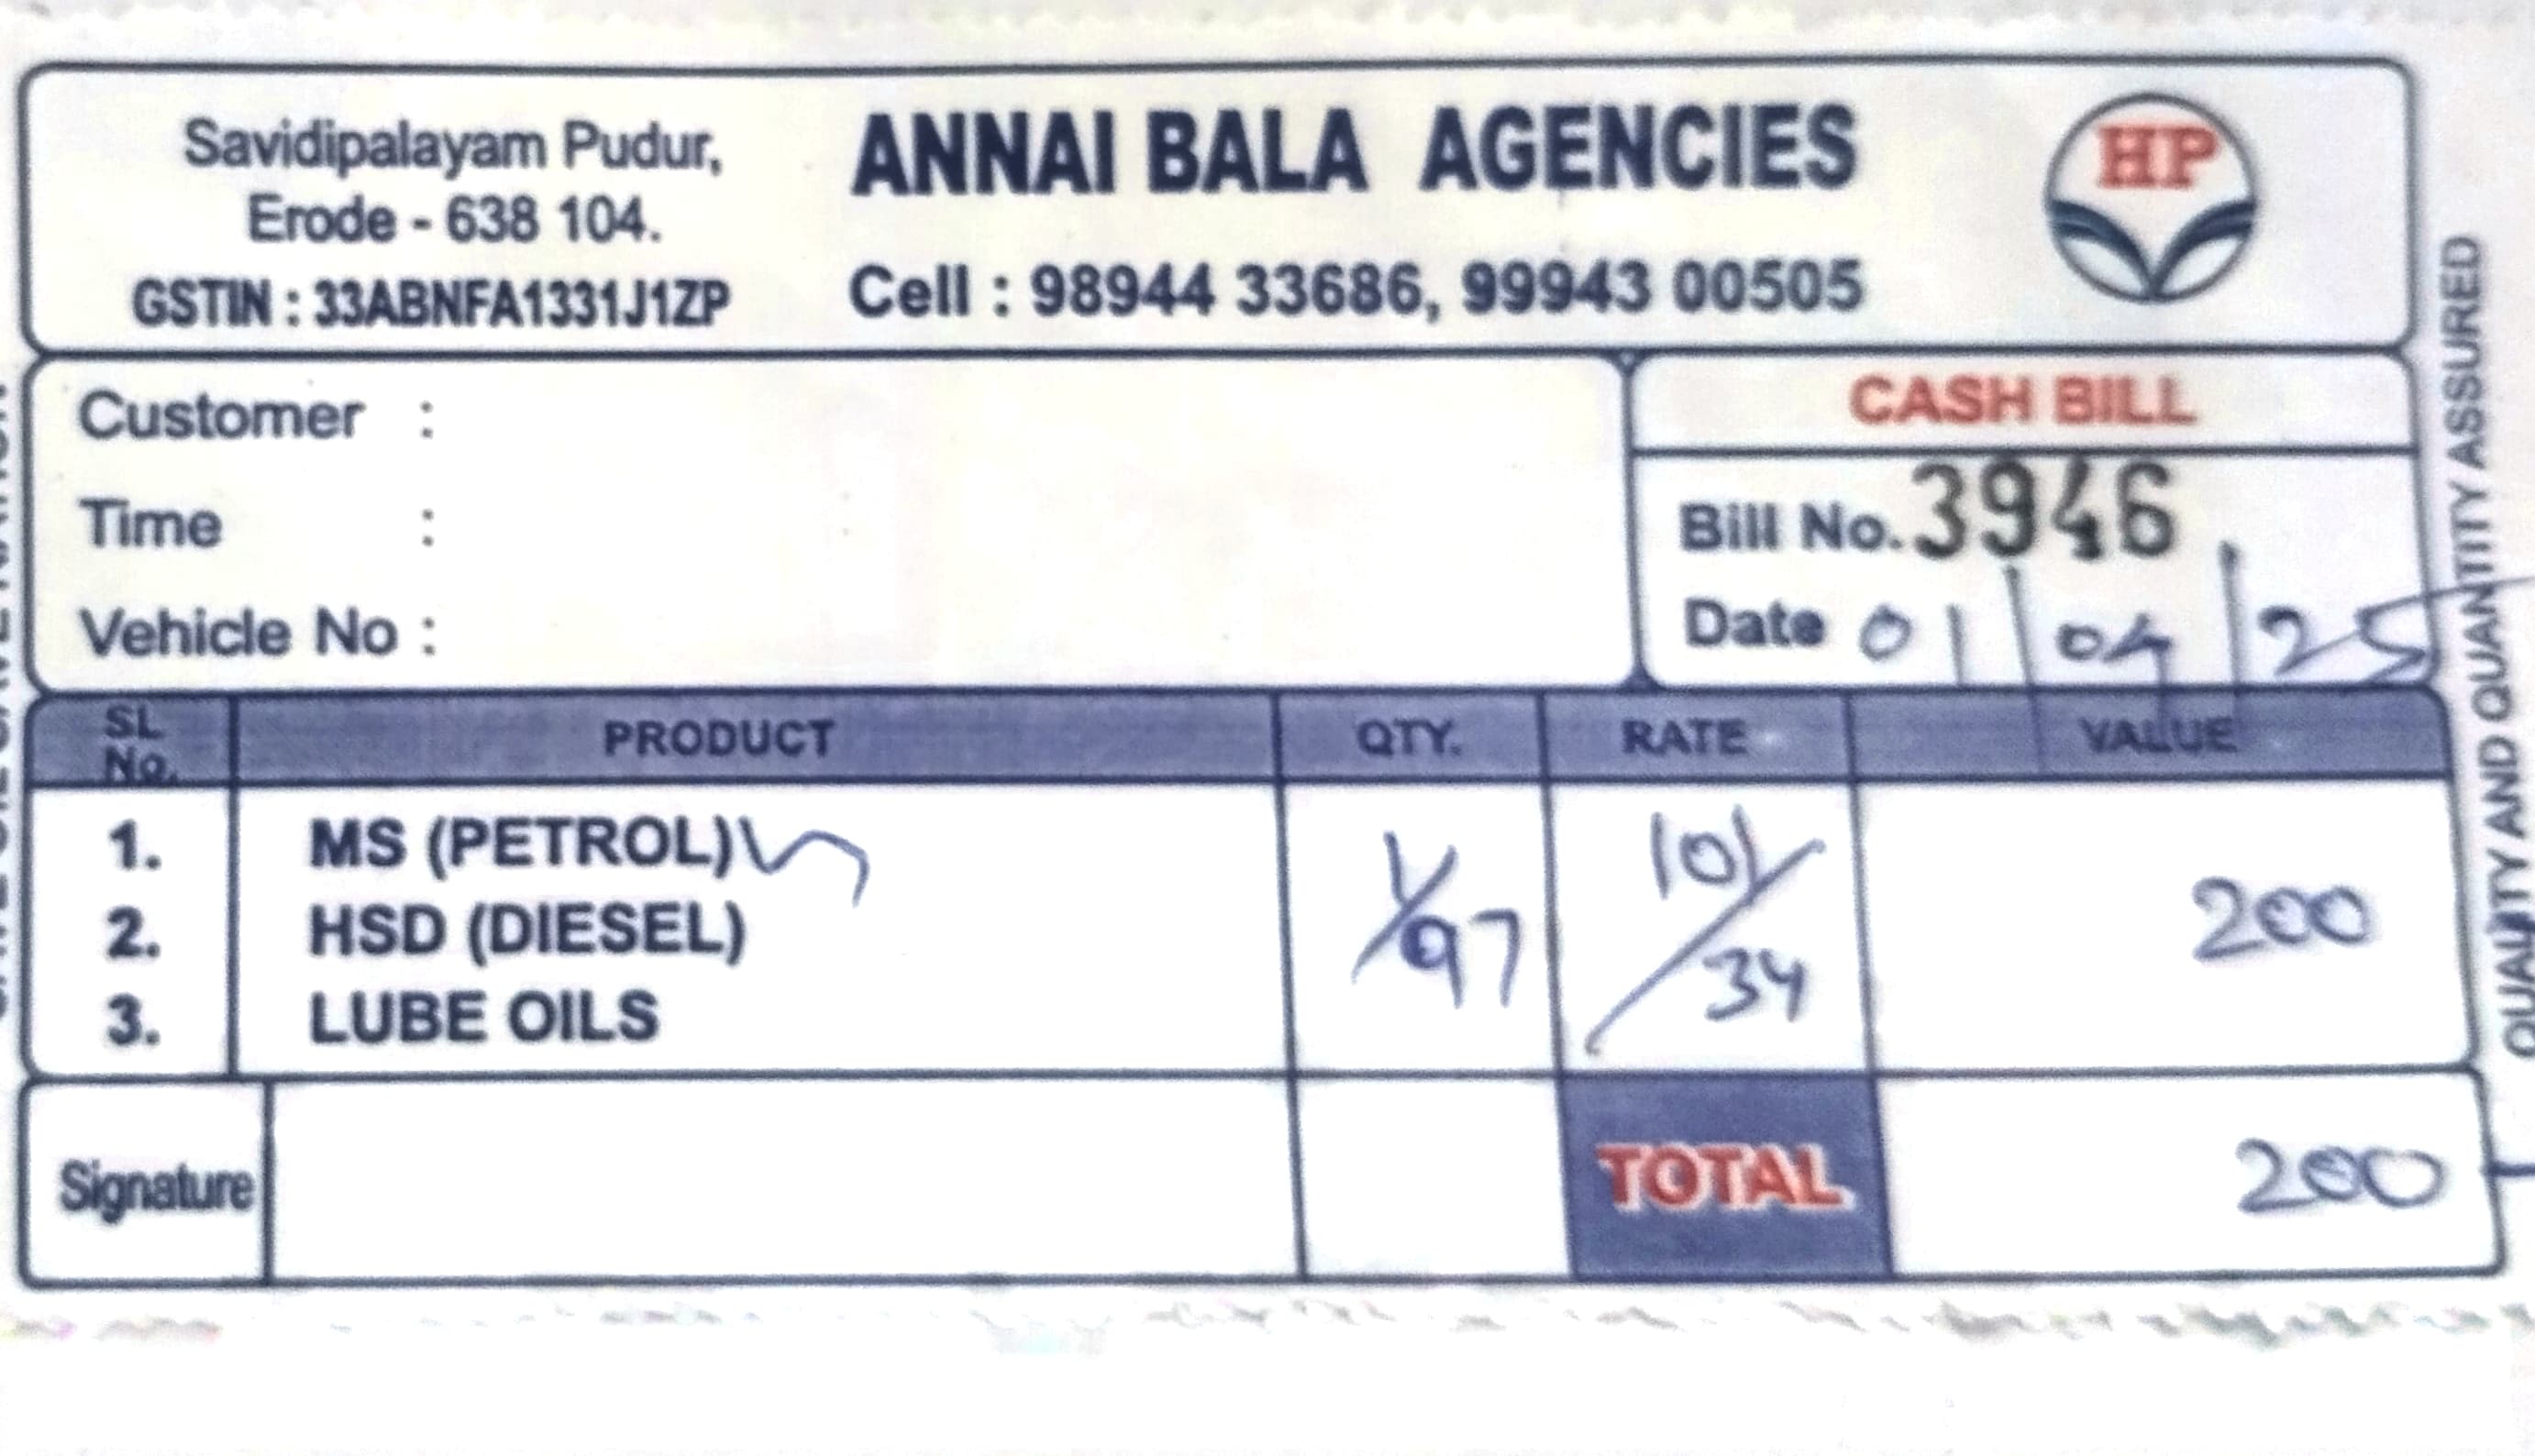 Savidipalayam Pudur,
Erode - 638 104.
GSTIN : 33ABNFA1331J1ZP
ANNAI BALA AGENCIES
Cell : 98944 33686, 99943 00505
HP
Customer :
Time :
Vehicle No :
CASH BILL
Bill No. 3946
Date 01/04/25
SL No. PRODUCT QTY. RATE VALUE
1. MS (PETROL) 1/97 101/34 200
2. HSD (DIESEL)
3. LUBE OILS
Signature TOTAL 200
QUALITY AND QUANTITY ASSURED